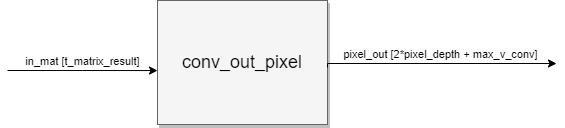 in_mat [t_matrix_result]
conv_out_pixel
pixel_out [2*pixel_depth + max_v_conv]